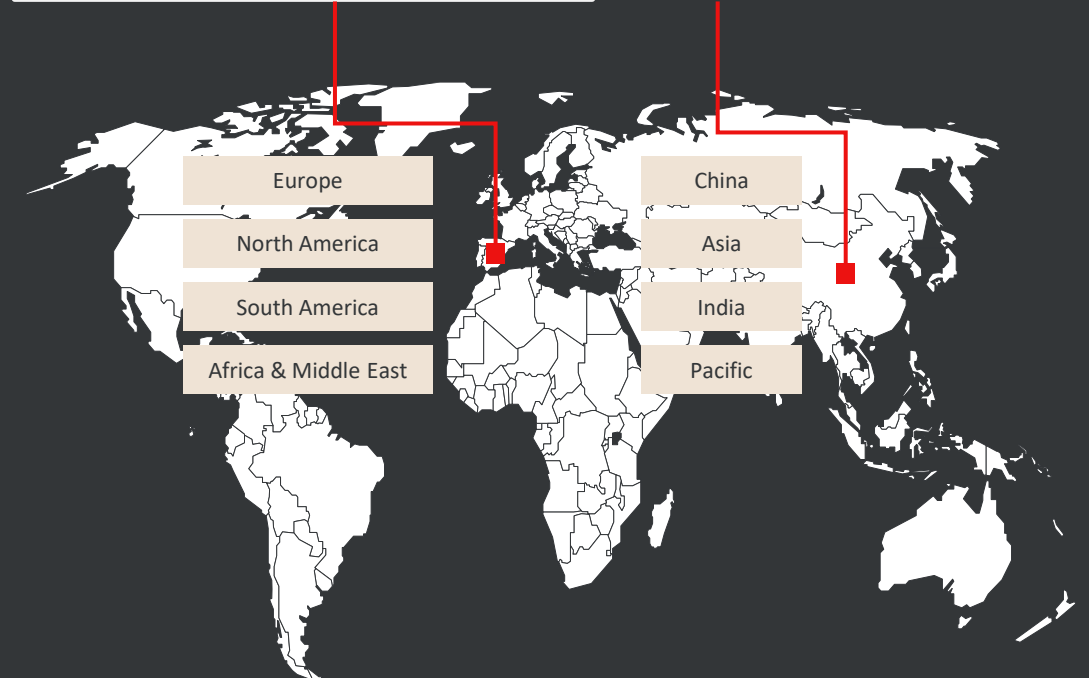 Europe
North America
South America
Africa & Middle East
China
Asia
India
Pacific